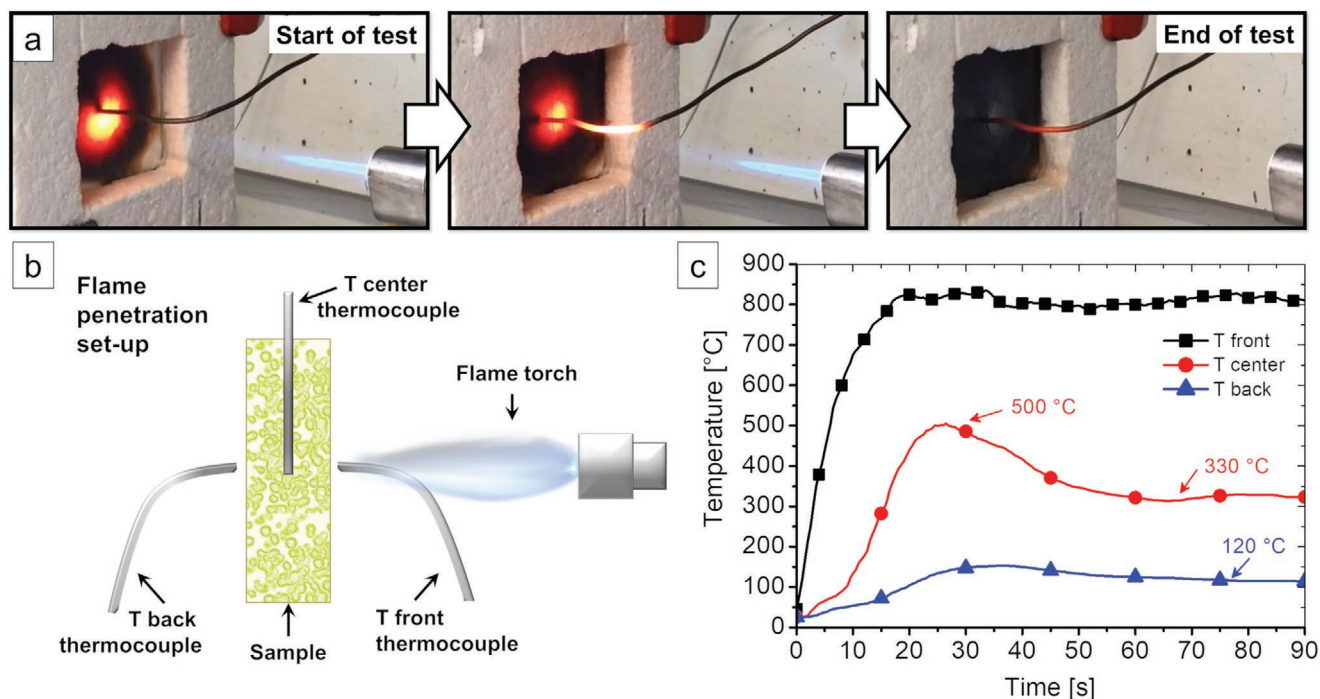 a
Start of test
End of test
b
Flame
penetration
set-up
T center
thermocouple
Flame torch
T back
thermocouple
Sample
T front
thermocouple
c
Temperature [°C]
900
800
700
600
500
400
300
200
100
0
T front
T center
T back
500 °C
330 °C
120 °C
0 10 20 30 40 50 60 70 80 90
Time [s]